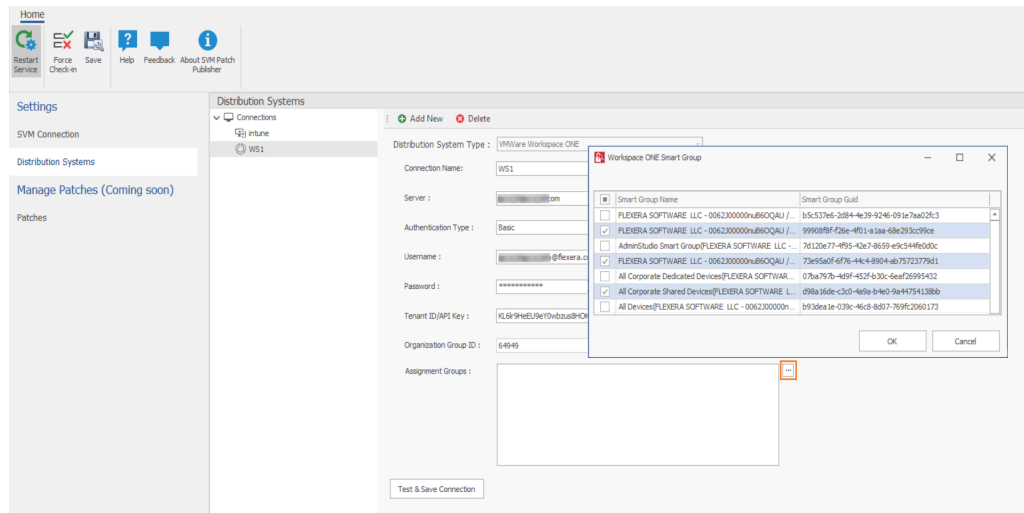 Home
Restart Service
Force Check-in
Save
Help
Feedback
About SVM Patch Publisher
Settings
SVM Connection
Distribution Systems
Manage Patches (Coming soon)
Patches
Distribution Systems
Connections
intune
WS1
Add New Delete
Distribution System Type : VMWare Workspace ONE
Connection Name: WS1
Server : com
Authentication Type : Basic
Username : @flexera.c
Password : ***********
Tenant ID/API Key :
Organization Group ID : 64949
Assignment Groups :
...
Test & Save Connection
Workspace ONE Smart Group
Smart Group Name Smart Group Guid
FLEXERA SOFTWARE LLC - 0062J00000nuB6OQAU /... b5c537e6-2d84-4e39-9246-091e7aa02fc3
FLEXERA SOFTWARE LLC - 0062J00000nuB6OQAU /... 99908f8f-f26e-4f01-a1aa-68e293cc99ce
AdminStudio Smart Group(FLEXERA SOFTWARE LLC -... 7d120e77-4f95-42e7-8659-e9c544fe0d0c
FLEXERA SOFTWARE LLC - 0062J00000nuB6OQAU /... 73e95a0f-6f76-44c4-8904-ab75723779d1
All Corporate Dedicated Devices(FLEXERA SOFTWAR... 07ba797b-4d9f-452f-b30c-6eaf26995432
All Corporate Shared Devices(FLEXERA SOFTWARE L... d98a16de-c3c0-4a9a-b4e0-9a44754138bb
All Devices(FLEXERA SOFTWARE LLC - 0062J00000n... b93dea1e-039c-46c8-8d07-769fc2060173
OK Cancel